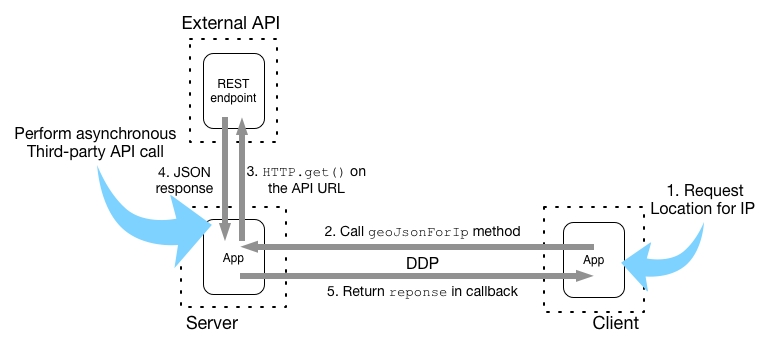 External API
REST
endpoint
Perform asynchronous
Third-party API call
4. JSON
response
3. HTTP.get() on
the API URL
1. Request
Location for IP
2. Call geoJsonForIp method
App
DDP
App
5. Return reponse in callback
Server
Client